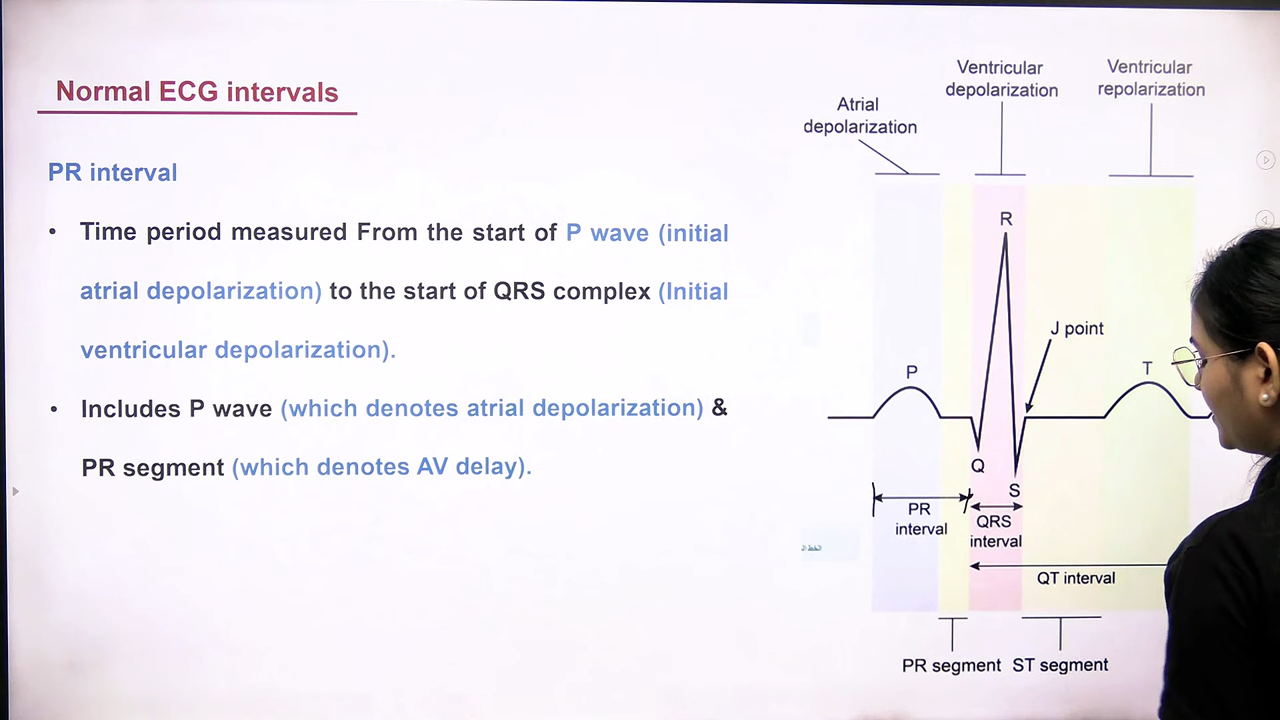 Normal ECG intervals
PR interval
• Time period measured From the start of P wave (initial
atrial depolarization) to the start of QRS complex (Initial
ventricular depolarization).
• Includes P wave (which denotes atrial depolarization) &
PR segment (which denotes AV delay).
Atrial
depolarization
Ventricular
depolarization
Ventricular
repolarization
R
J point
P
T
Q
S
PR
interval
QRS
interval
QT interval
PR segment
ST segment